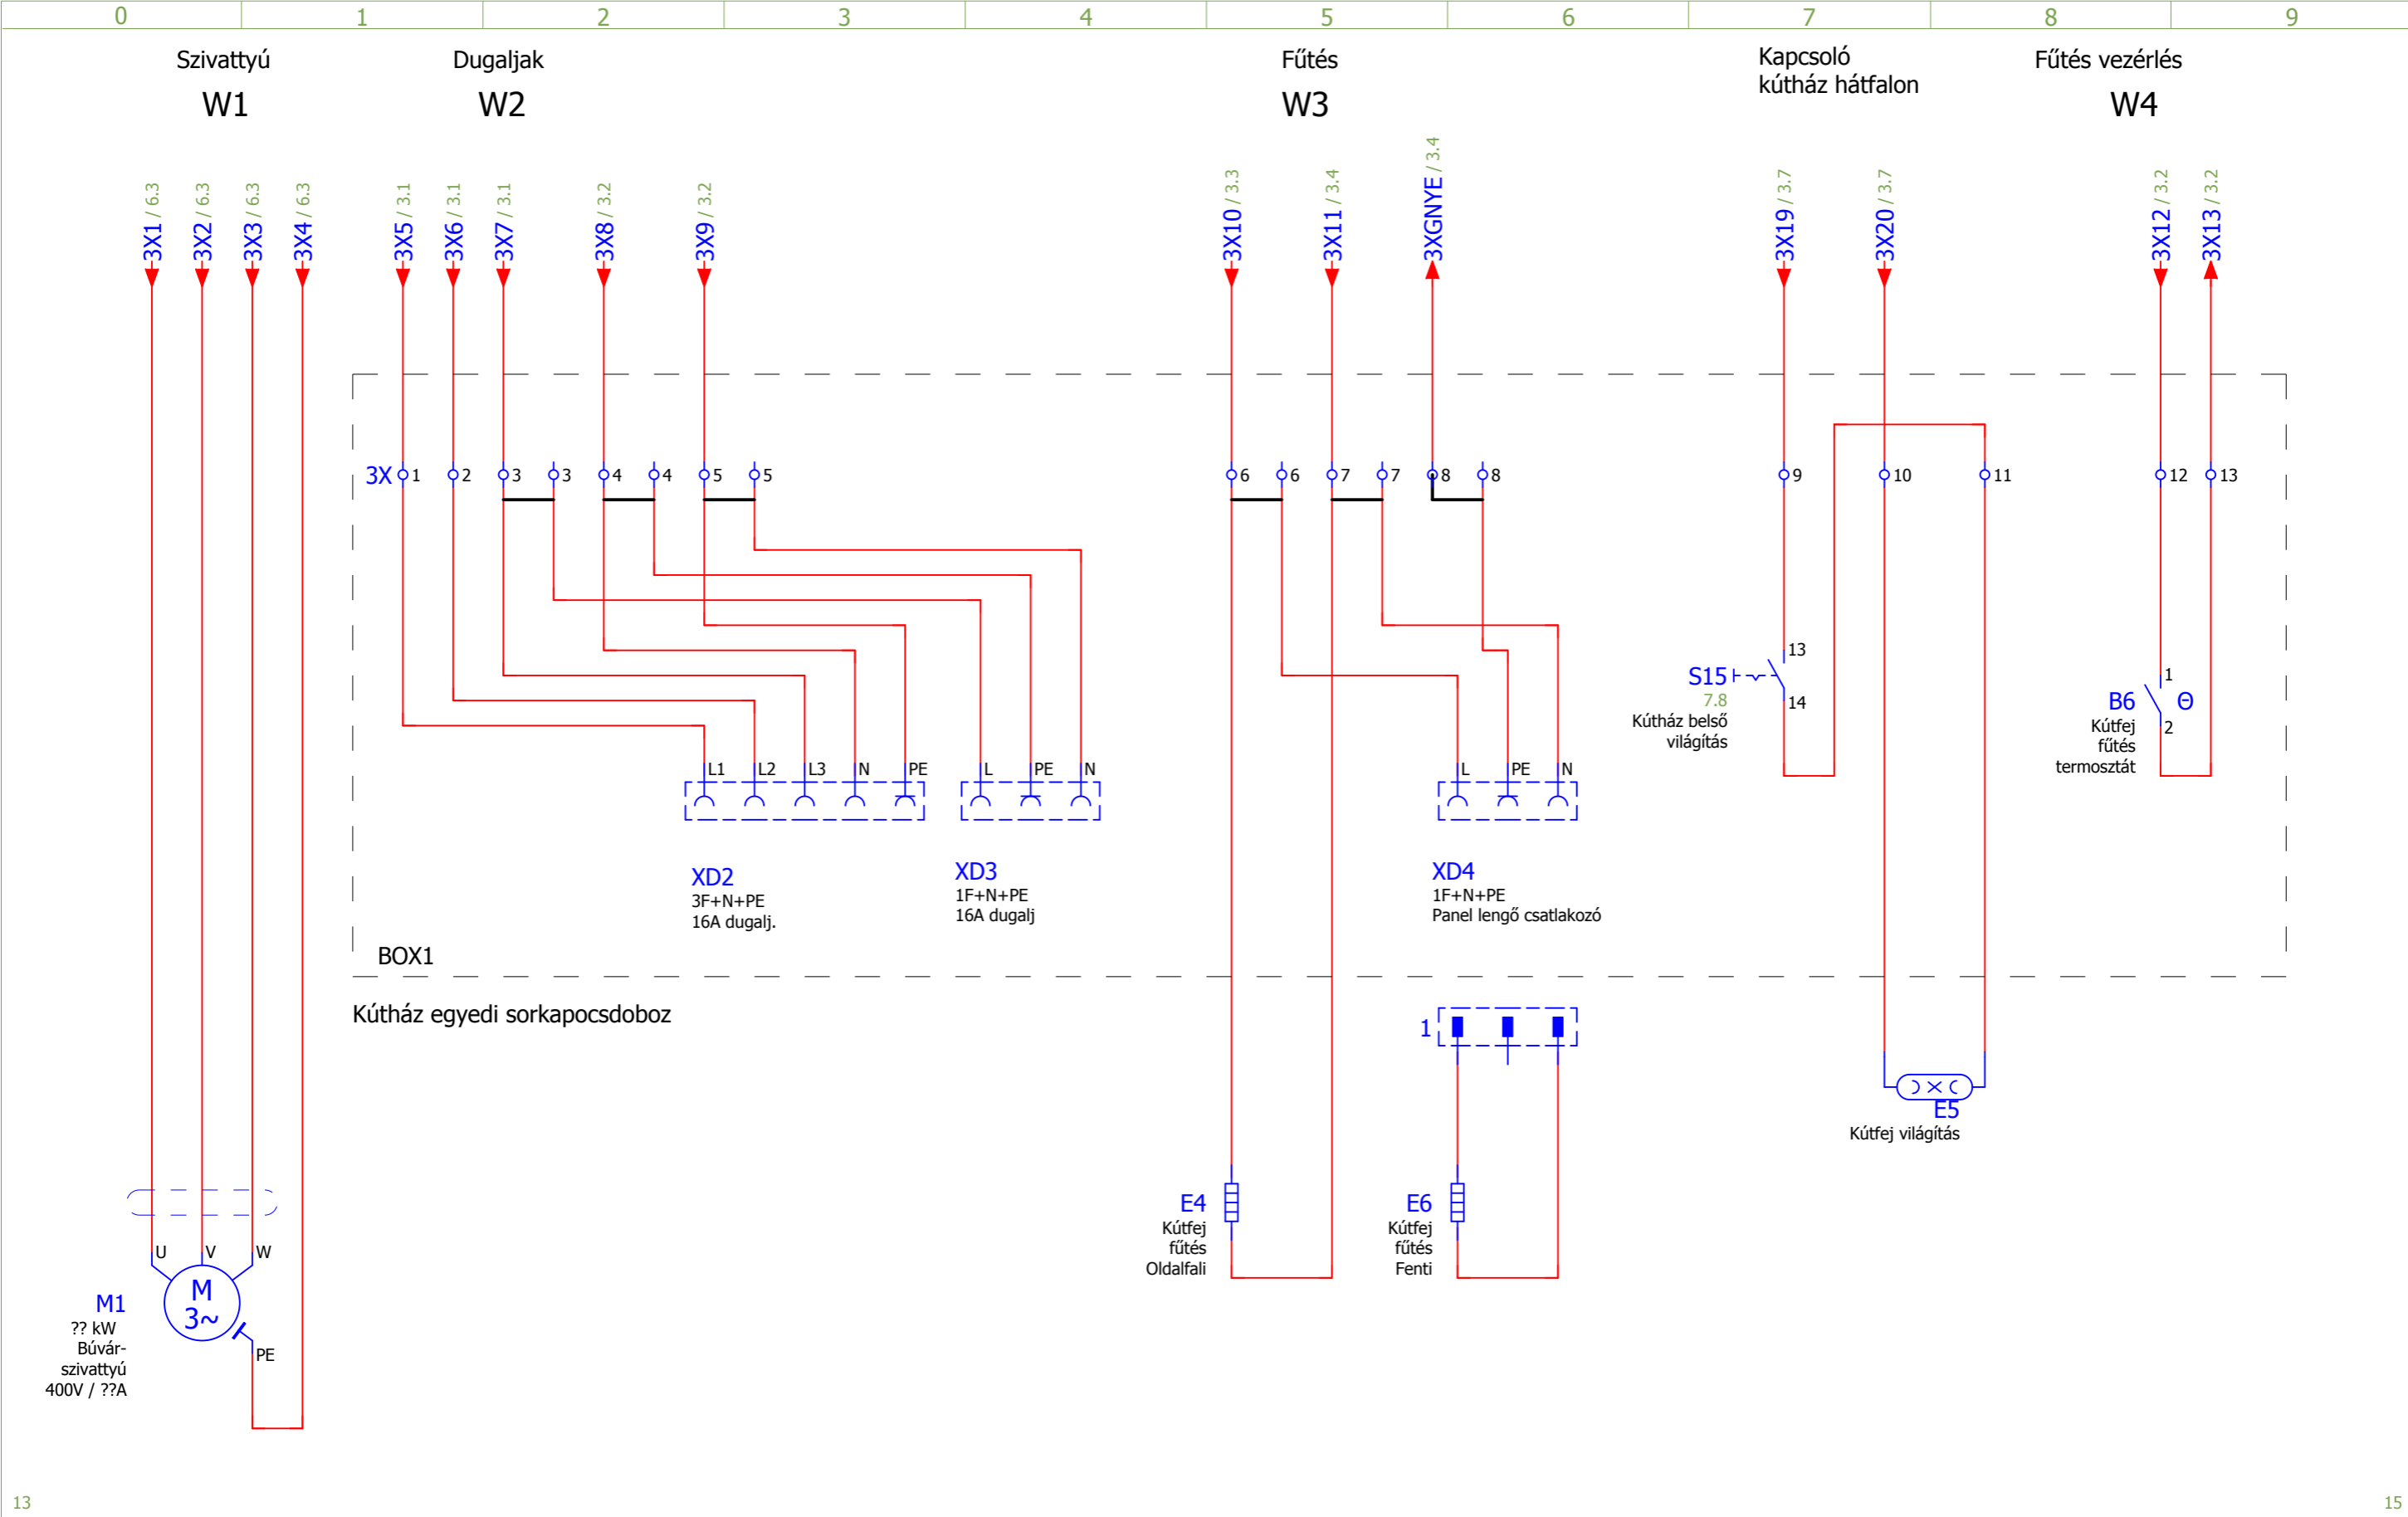 0 1 2 3 4 5 6 7 8 9
Szivattyú
W1
Dugaljak
W2
Fűtés
W3
Kapcsoló
kútház hátfalon
Fűtés vezérlés
W4
3X1 / 6.3
3X2 / 6.3
3X3 / 6.3
3X4 / 6.3
3X5 / 3.1
3X6 / 3.1
3X7 / 3.1
3X8 / 3.2
3X9 / 3.2
3X10 / 3.3
3X11 / 3.4
3XGNYE / 3.4
3X19 / 3.7
3X20 / 3.7
3X12 / 3.2
3X13 / 3.2
3X 1 2 3 3 4 4 5 5 6 6 7 7 8 8 9 10 11 12 13
13
S15
7.8
14
Kútház belső
világítás
1
B6 Θ
2
Kútfej
fűtés
termosztát
L1 L2 L3 N PE L PE N L PE N
XD2
3F+N+PE
16A dugalj.
XD3
1F+N+PE
16A dugalj
XD4
1F+N+PE
Panel lengő csatlakozó
BOX1
Kútház egyedi sorkapocsdoboz
1
E5
Kútfej világítás
E4
Kútfej
fűtés
Oldalfali
E6
Kútfej
fűtés
Fenti
U V W
M
3~
PE
M1
?? kW
Búvár-
szivattyú
400V / ??A
13 15